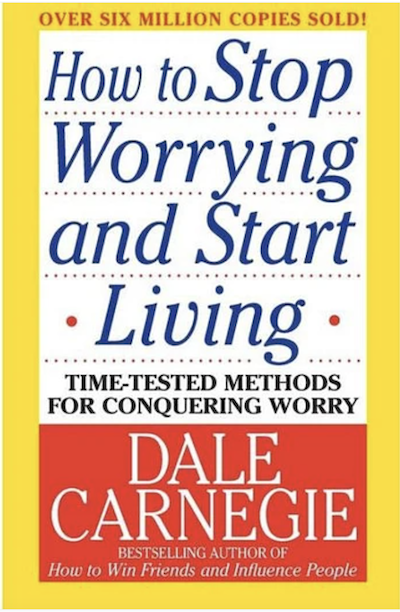 OVER SIX MILLION COPIES SOLD!
How to Stop
Worrying
and Start
• Living •
TIME-TESTED METHODS
FOR CONQUERING WORRY
DALE
CARNEGIE
BESTSELLING AUTHOR OF
How to Win Friends and Influence People